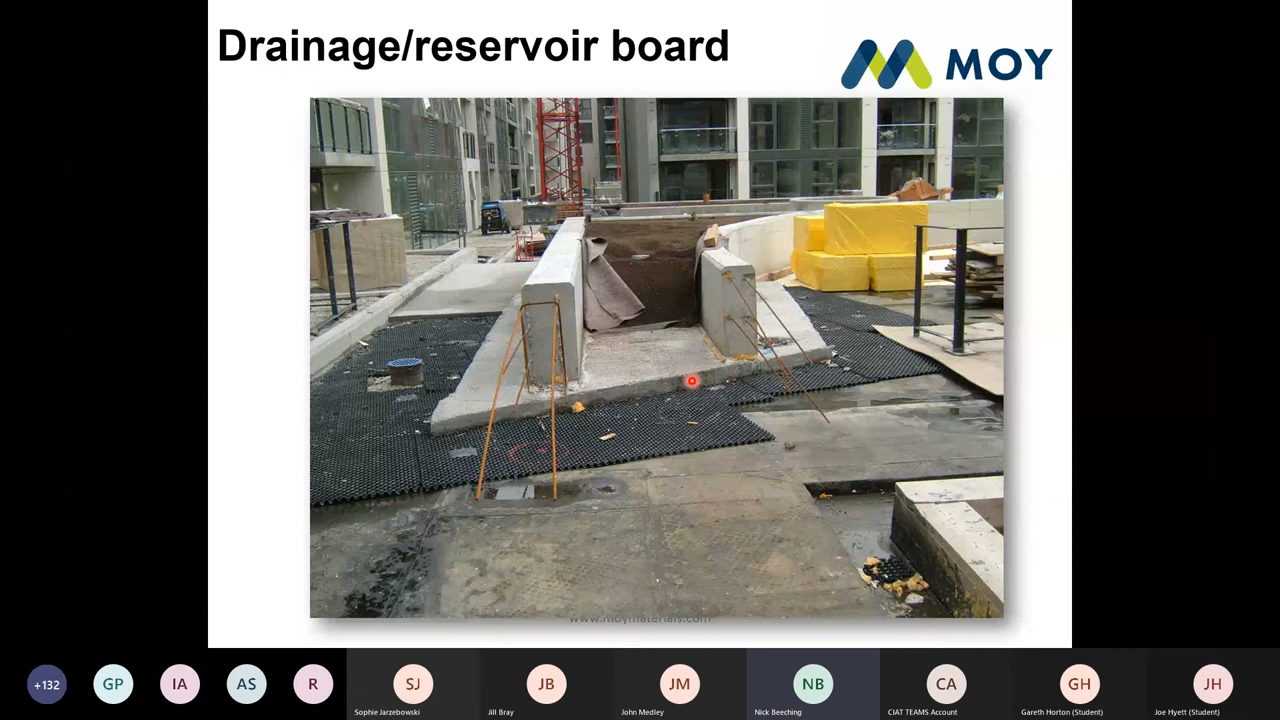 Drainage/reservoir board
MOY
www.moymaterials.com
+132
GP
IA
AS
R
SJ
JB
JM
NB
CA
GH
JH
Sophie Jarzebowski
Jill Bray
John Medley
Nick Beeching
CIAT TEAMS Account
Gareth Horton (Student)
Joe Hyett (Student)